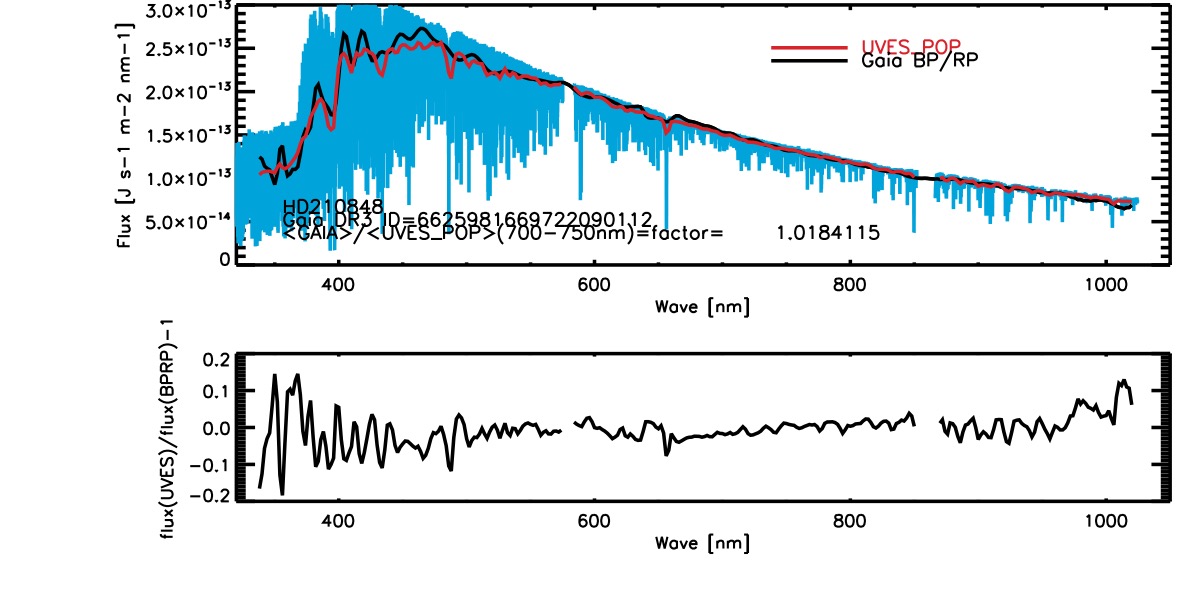 3.0×10−13
2.5×10−13
2.0×10−13
1.5×10−13
1.0×10−13
5.0×10−14
0
Flux [J s−1 m−2 nm−1]
UVES_POP
Gaia BP/RP
HD210848
Gaia DR3 ID=6625981669722090112
<GAIA>/<UVES_POP>(700−750nm)=factor= 1.0184115
400 600 800 1000
Wave [nm]
0.2
0.1
0.0
−0.1
−0.2
flux(UVES)/flux(BPRP)−1
400 600 800 1000
Wave [nm]